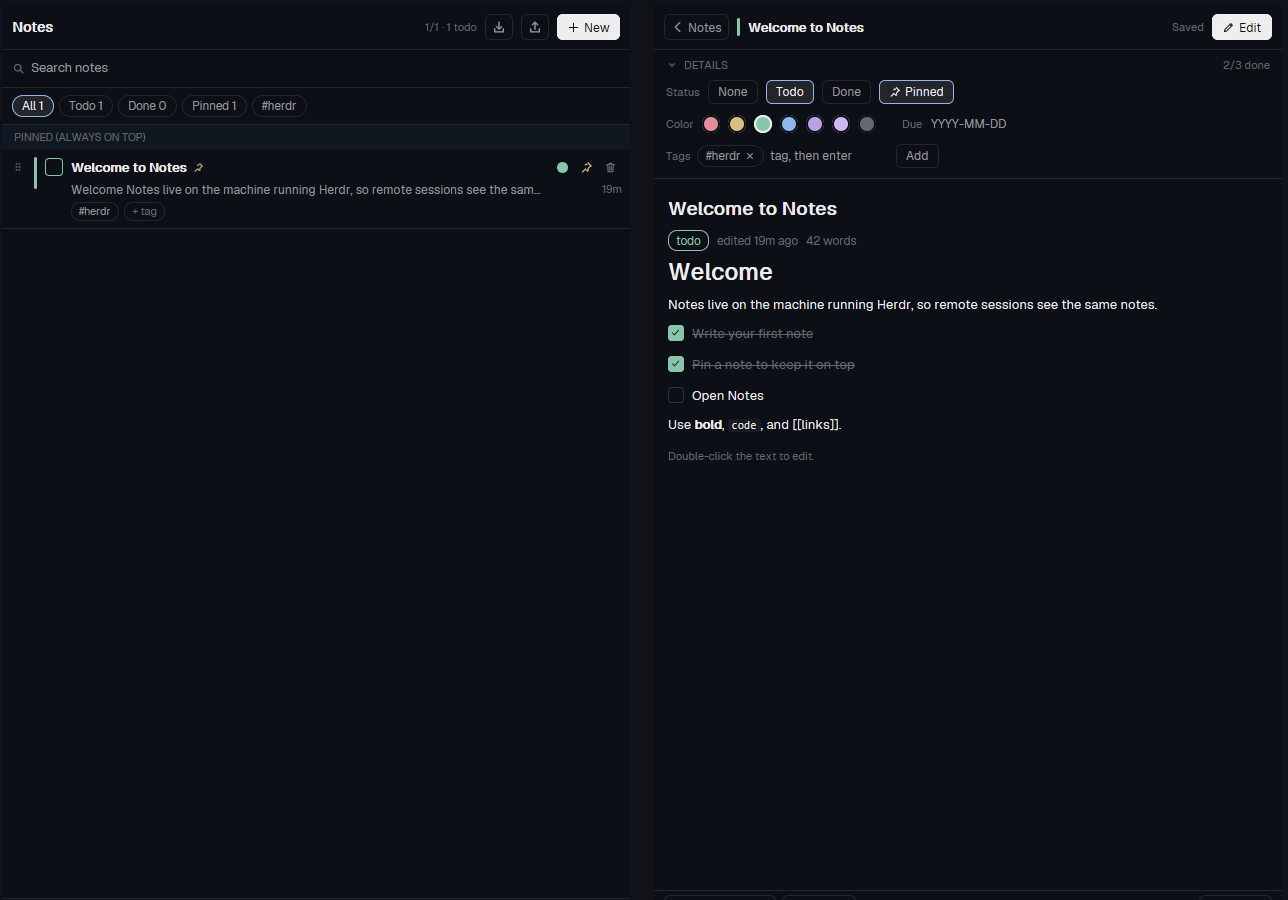 Notes
1/1 · 1 todo
New
Search notes
All 1
Todo 1
Done 0
Pinned 1
#herdr
PINNED (ALWAYS ON TOP)
Welcome to Notes
Welcome Notes live on the machine running Herdr, so remote sessions see the sam…
19m
#herdr
+ tag
Notes
Welcome to Notes
Saved
Edit
DETAILS
2/3 done
Status
None
Todo
Done
Pinned
Color
Due
YYYY-MM-DD
Tags
#herdr ×
tag, then enter
Add
Welcome to Notes
todo
edited 19m ago
42 words
Welcome
Notes live on the machine running Herdr, so remote sessions see the same notes.
Write your first note
Pin a note to keep it on top
Open Notes
Use bold, code, and [[links]].
Double-click the text to edit.